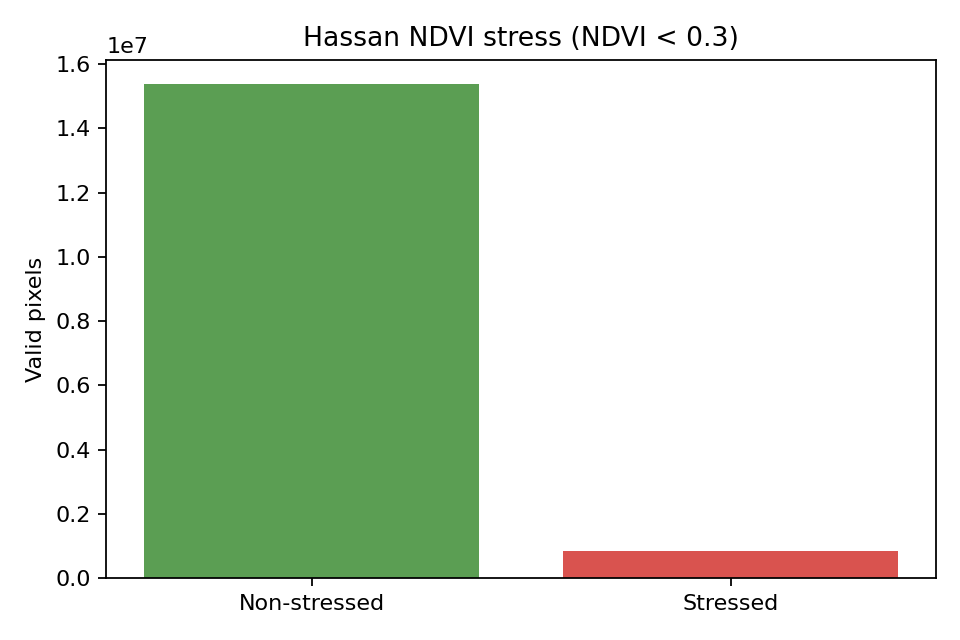 Hassan NDVI stress (NDVI < 0.3)
1e7
1.6
1.4
1.2
1.0
0.8
0.6
0.4
0.2
0.0
Valid pixels
Non-stressed
Stressed